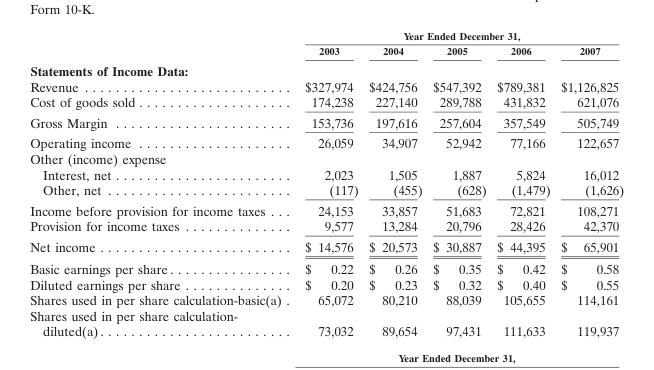 Form 10-K.
Year Ended December 31,
2003 2004 2005 2006 2007
Statements of Income Data:
Revenue . . . . . . . . . . . . . . . . . . . . . . . . . . . $327,974 $424,756 $547,392 $789,381 $1,126,825
Cost of goods sold . . . . . . . . . . . . . . . . . . . . 174,238 227,140 289,788 431,832 621,076
Gross Margin . . . . . . . . . . . . . . . . . . . . . . . 153,736 197,616 257,604 357,549 505,749
Operating income . . . . . . . . . . . . . . . . . . . . 26,059 34,907 52,942 77,166 122,657
Other (income) expense
Interest, net . . . . . . . . . . . . . . . . . . . . . . . 2,023 1,505 1,887 5,824 16,012
Other, net . . . . . . . . . . . . . . . . . . . . . . . . (117) (455) (628) (1,479) (1,626)
Income before provision for income taxes . . . 24,153 33,857 51,683 72,821 108,271
Provision for income taxes . . . . . . . . . . . . . . 9,577 13,284 20,796 28,426 42,370
Net income . . . . . . . . . . . . . . . . . . . . . . . . . $ 14,576 $ 20,573 $ 30,887 $ 44,395 $ 65,901
Basic earnings per share . . . . . . . . . . . . . . . $ 0.22 $ 0.26 $ 0.35 $ 0.42 $ 0.58
Diluted earnings per share . . . . . . . . . . . . . . $ 0.20 $ 0.23 $ 0.32 $ 0.40 $ 0.55
Shares used in per share calculation-basic(a) . 65,072 80,210 88,039 105,655 114,161
Shares used in per share calculation-
diluted(a) . . . . . . . . . . . . . . . . . . . . . . . . . 73,032 89,654 97,431 111,633 119,937
Year Ended December 31,